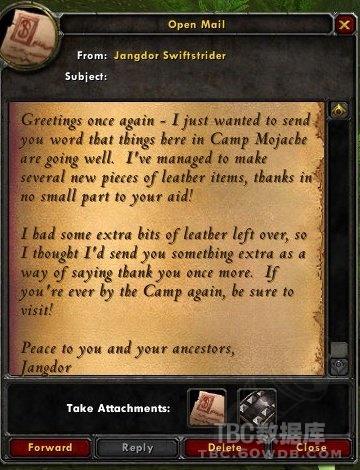 Open Mail
From: Jangdor Swiftstrider
Subject:
Greetings once again - I just wanted to send
you word that things here in Camp Mojache
are going well. I've managed to make
several new pieces of leather items, thanks in
no small part to your aid!
I had some extra bits of leather left over, so
I thought I'd send you something extra as a
way of saying thank you once more. If
you're ever by the Camp again, be sure to
visit!
Peace to you and your ancestors,
Jangdor
Take Attachments:
Forward
Reply
Delete
Close
TBC数据库